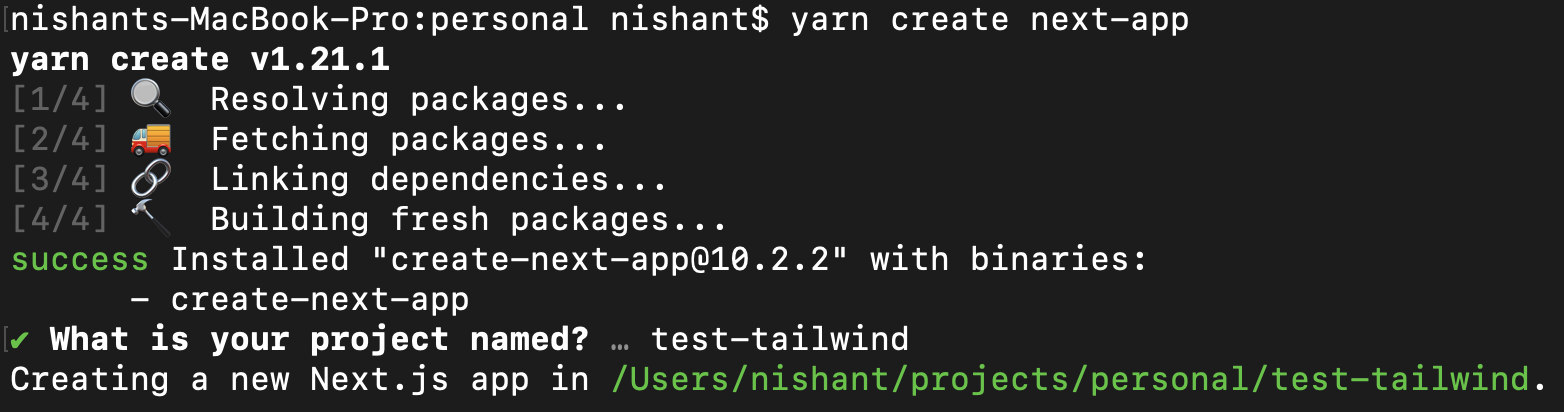 nishants-MacBook-Pro:personal nishant$ yarn create next-app
yarn create v1.21.1
[1/4] 🔍  Resolving packages...
[2/4] 🚚  Fetching packages...
[3/4] 🔗  Linking dependencies...
[4/4] 🔨  Building fresh packages...
success Installed "create-next-app@10.2.2" with binaries:
      - create-next-app
✔ What is your project named? … test-tailwind
Creating a new Next.js app in /Users/nishant/projects/personal/test-tailwind.